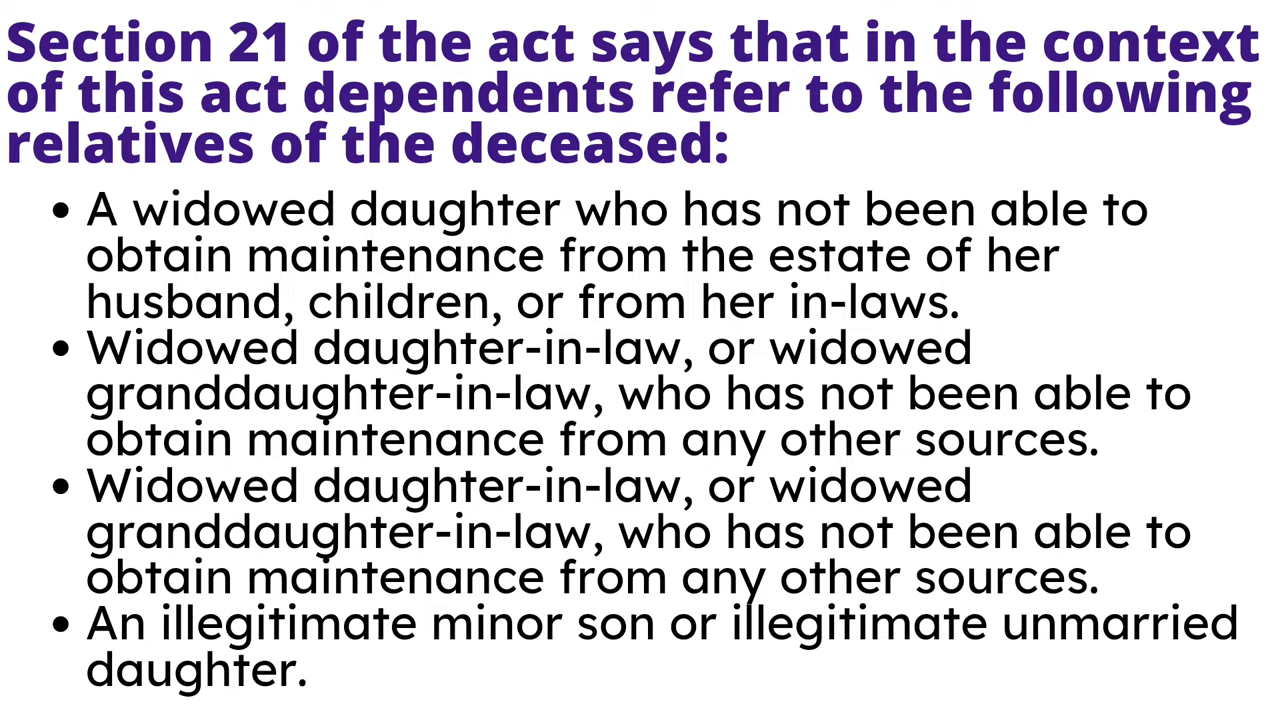 Section 21 of the act says that in the context
of this act dependents refer to the following
relatives of the deceased:
• A widowed daughter who has not been able to
obtain maintenance from the estate of her
husband, children, or from her in-laws.
• Widowed daughter-in-law, or widowed
granddaughter-in-law, who has not been able to
obtain maintenance from any other sources.
• Widowed daughter-in-law, or widowed
granddaughter-in-law, who has not been able to
obtain maintenance from any other sources.
• An illegitimate minor son or illegitimate unmarried
daughter.